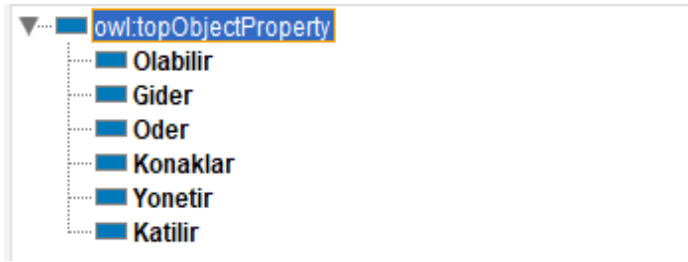 owl:topObjectProperty
Olabilir
Gider
Oder
Konaklar
Yonetir
Katilir